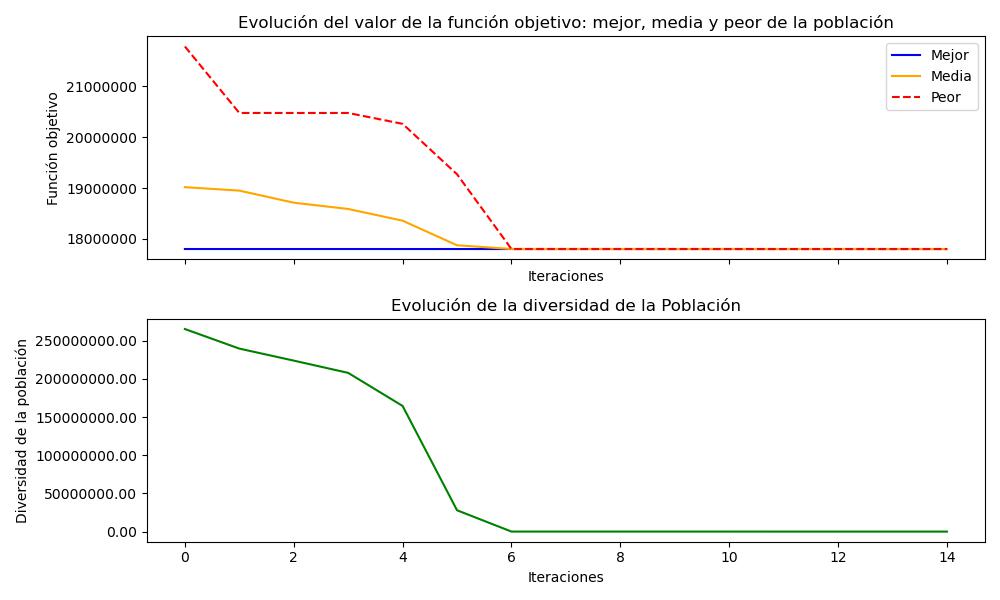 Evolución del valor de la función objetivo: mejor, media y peor de la población
Función objetivo
21000000
20000000
19000000
18000000
Mejor
Media
Peor
Iteraciones
Evolución de la diversidad de la Población
Diversidad de la población
250000000.00
200000000.00
150000000.00
100000000.00
50000000.00
0.00
0 2 4 6 8 10 12 14
Iteraciones